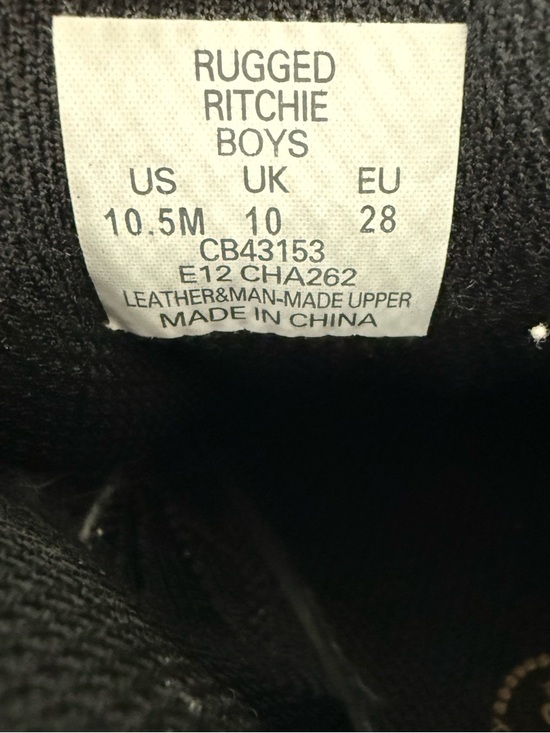 RUGGED
RITCHIE
BOYS
US UK EU
10.5M 10 28
CB43153
E12 CHA262
LEATHER&MAN-MADE UPPER
MADE IN CHINA